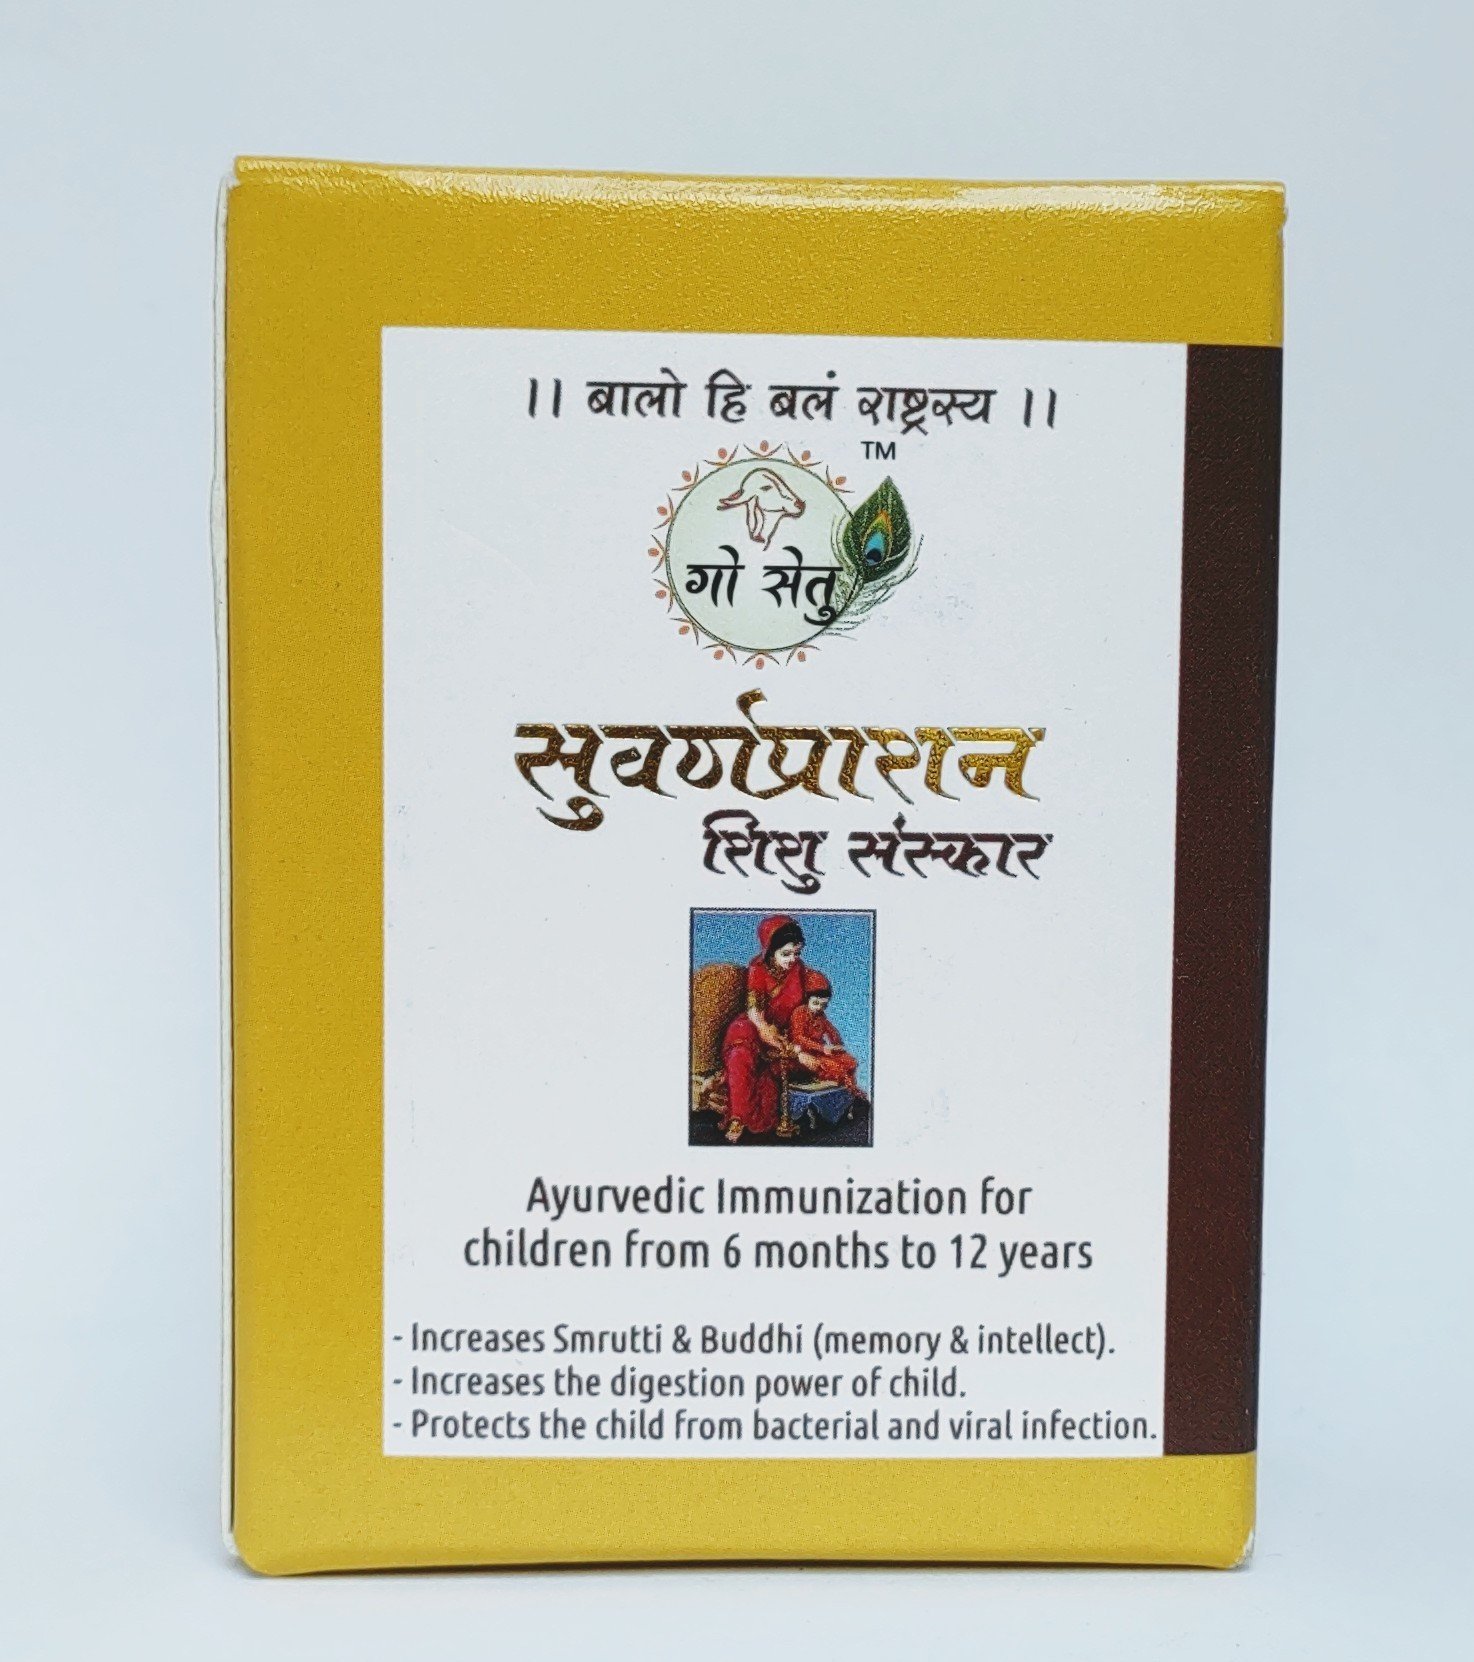 ।। बालो हि बलं राष्ट्रस्य ।।
TM
गो सेतु
सुवर्णप्राशन
शिशु संस्कार
Ayurvedic Immunization for
children from 6 months to 12 years
- Increases Smrutti & Buddhi (memory & intellect).
- Increases the digestion power of child.
- Protects the child from bacterial and viral infection.